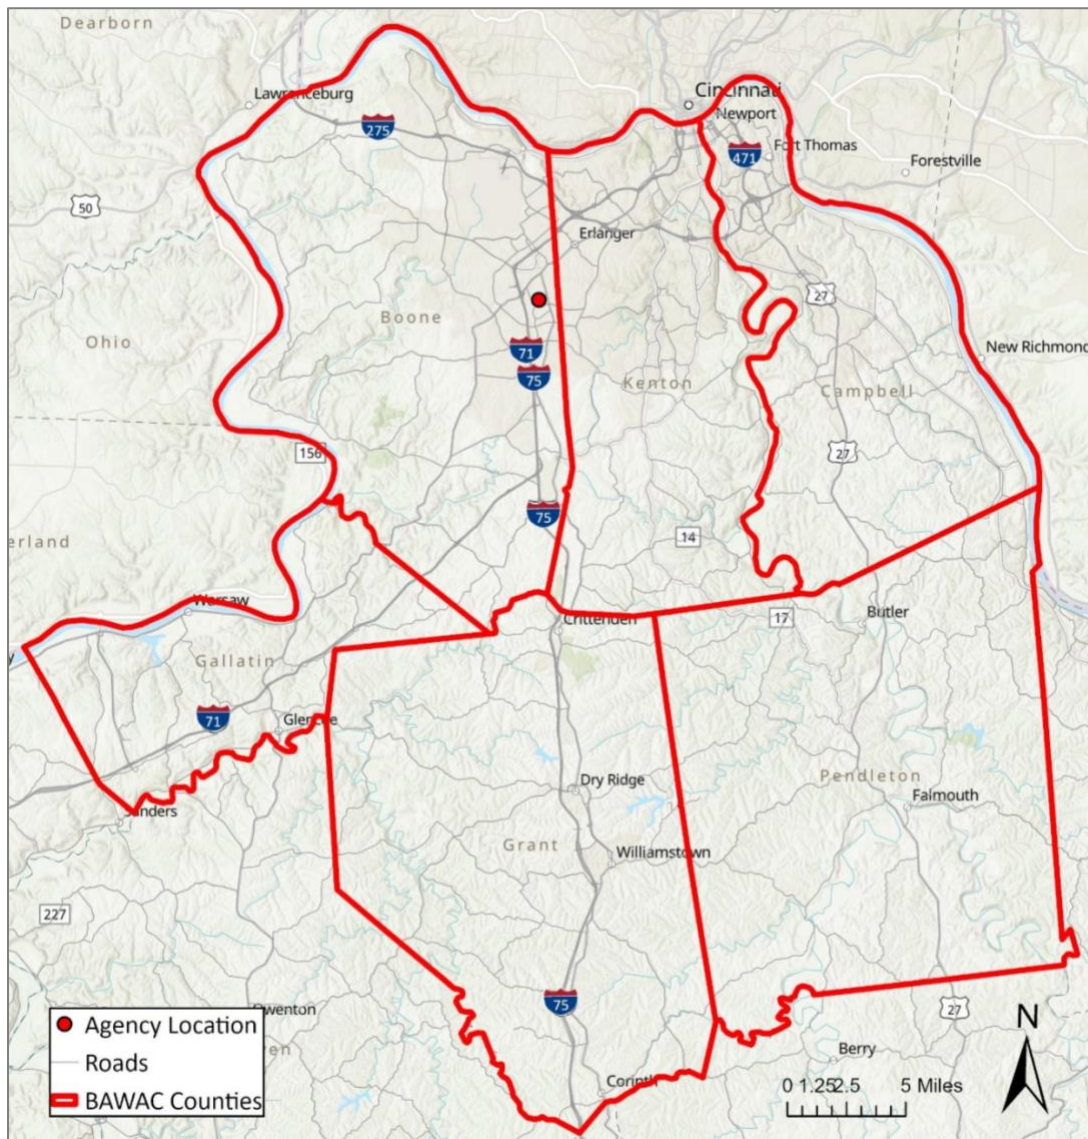 Dearborn
Cincinnati
Lawrenceburg
Newport
275
471
Fort Thomas
Forestville
50
Erlanger
27
Boone
Ohio
71
New Richmond
75
Kenton
Campbell
156
27
75
14
erland
Warsaw
17
Butler
Crittenden
Gallatin
71
Glencoe
Dry Ridge
Pendleton
Falmouth
Sanders
Grant
Williamstown
227
75
27
N
Agency Location
Roads
BAWAC Counties
Berry
Corinth
0 1.25 2.5 5 Miles